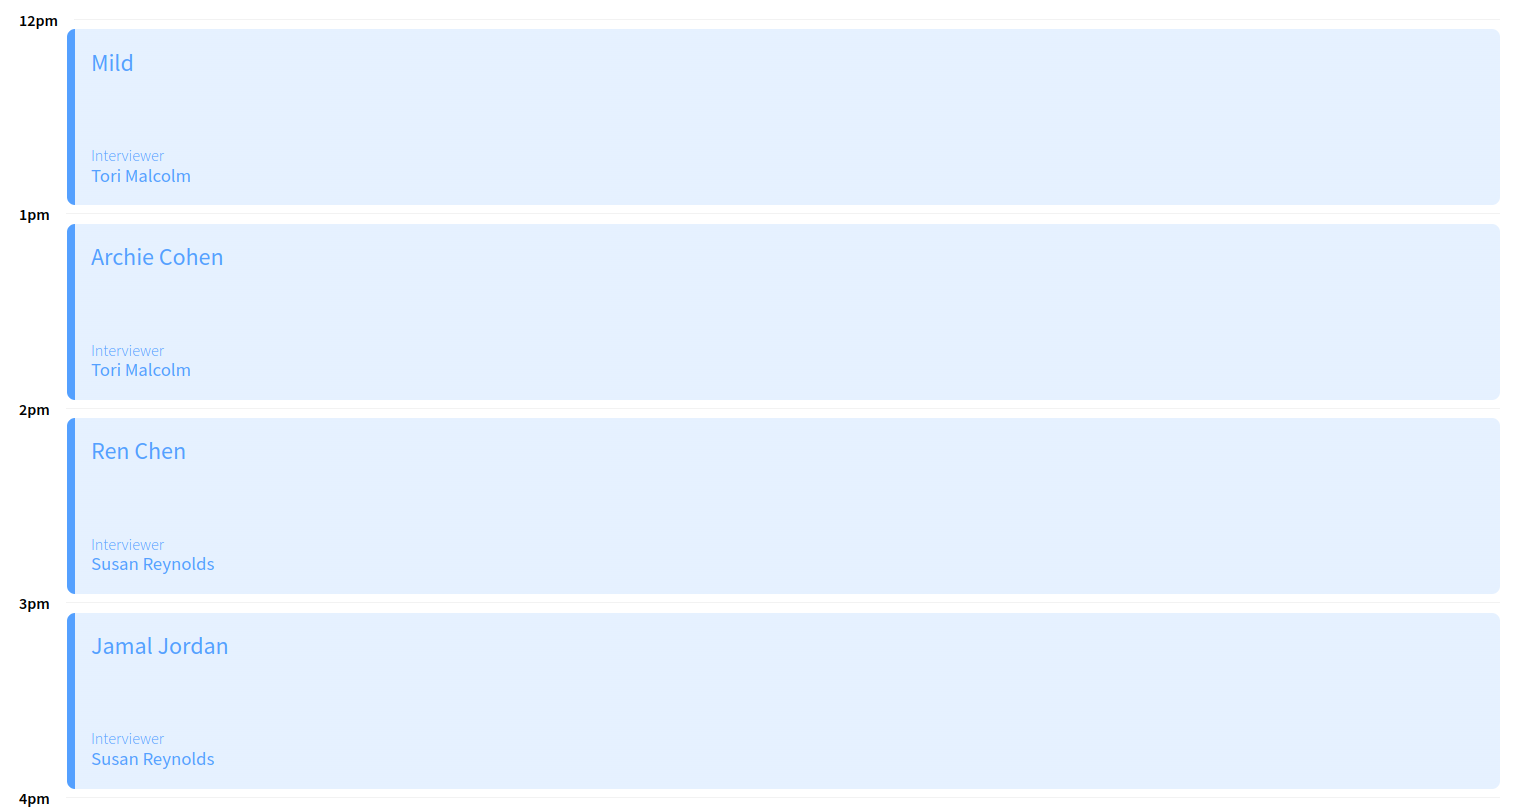 12pm
Mild
Interviewer
Tori Malcolm
1pm
Archie Cohen
Interviewer
Tori Malcolm
2pm
Ren Chen
Interviewer
Susan Reynolds
3pm
Jamal Jordan
Interviewer
Susan Reynolds
4pm